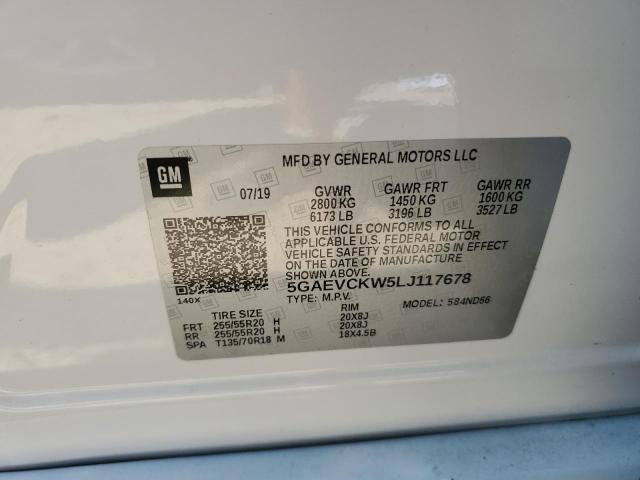 MFD BY GENERAL MOTORS LLC
GM
07/19 GVWR GAWR FRT GAWR RR
2800 KG 1450 KG 1600 KG
6173 LB 3196 LB 3527 LB
THIS VEHICLE CONFORMS TO ALL
APPLICABLE U.S. FEDERAL MOTOR
VEHICLE SAFETY STANDARDS IN EFFECT
ON THE DATE OF MANUFACTURE
SHOWN ABOVE.
5GAEVCKW5LJ117678
140X
TYPE: M.P.V. MODEL: 584ND56
TIRE SIZE RIM
FRT 255/55R20 H 20X8J
RR 255/55R20 H 20X8J
SPA T135/70R18 M 18X4.5B